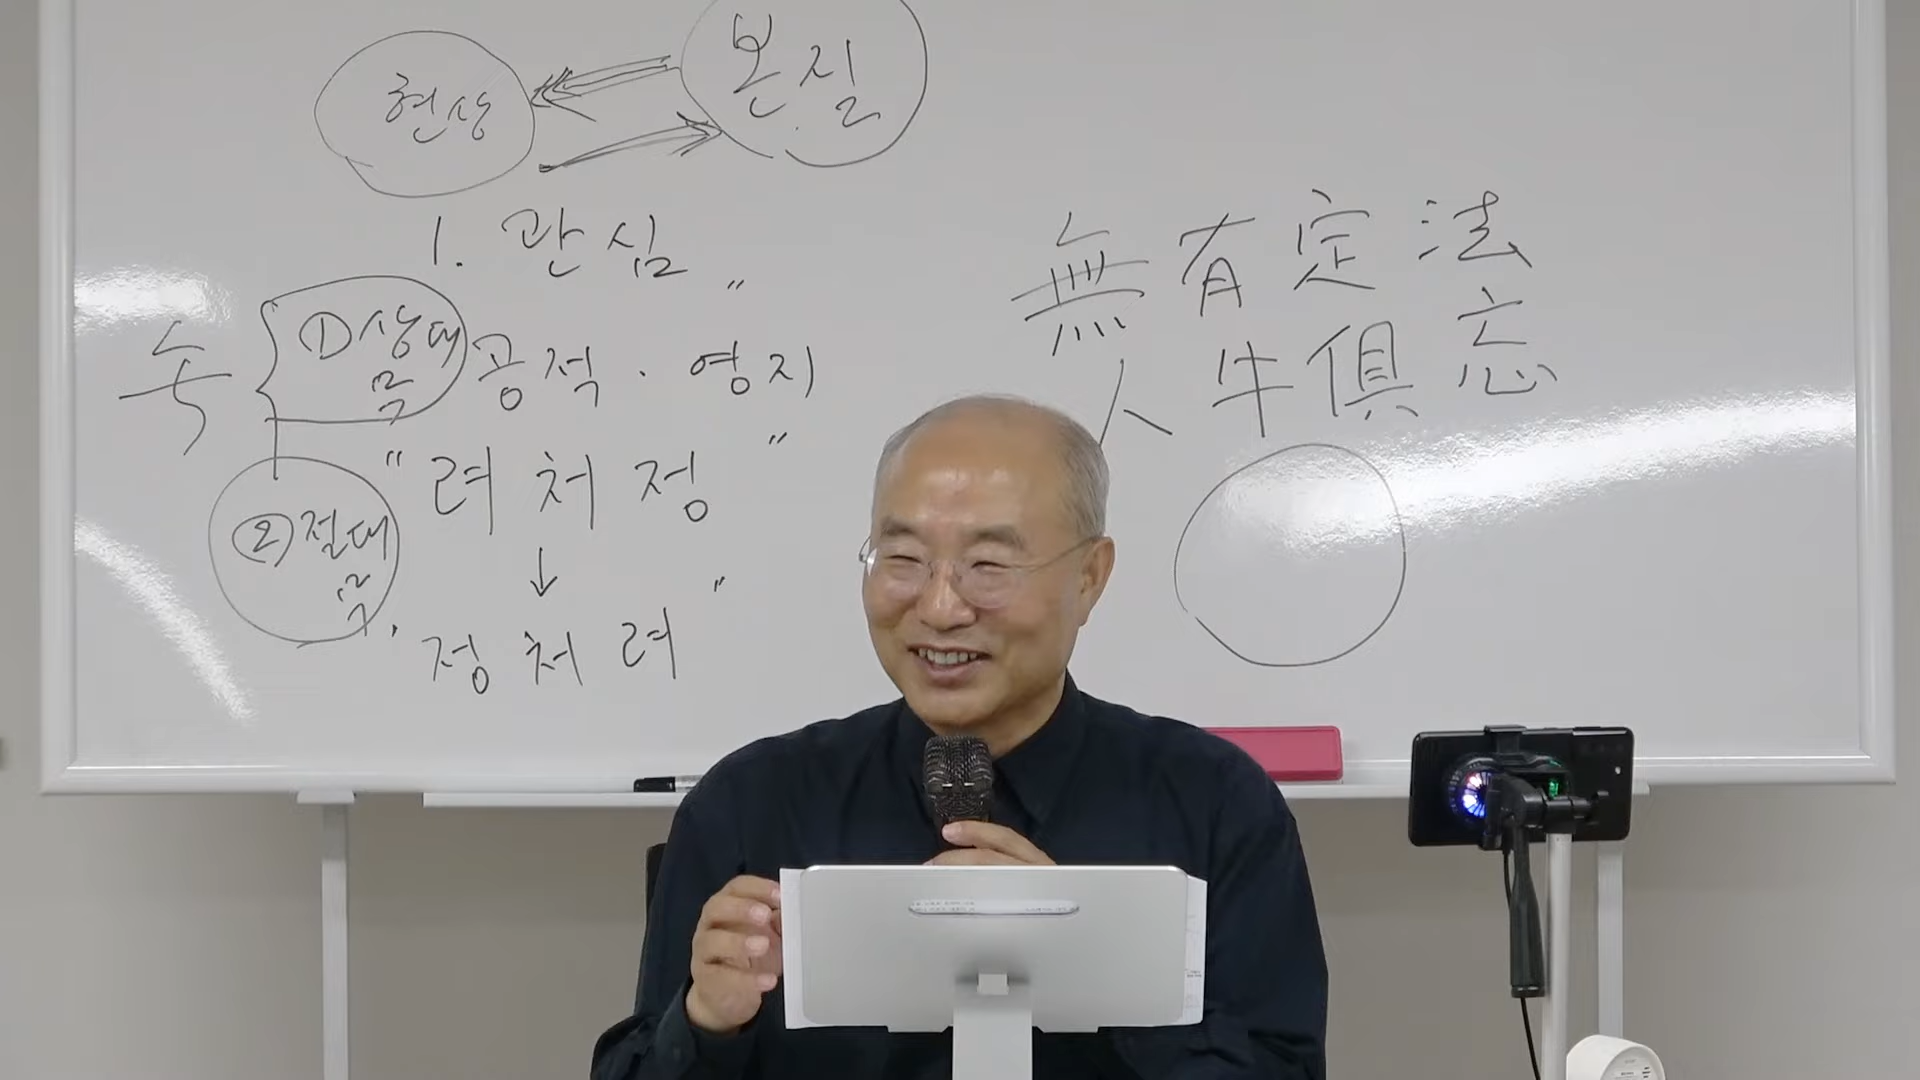 현상
본질
1. 관심
수
① 상대
공적 · 영지
" 려처정 "
② 절대
정처려 "
無有定法
人牛俱忘